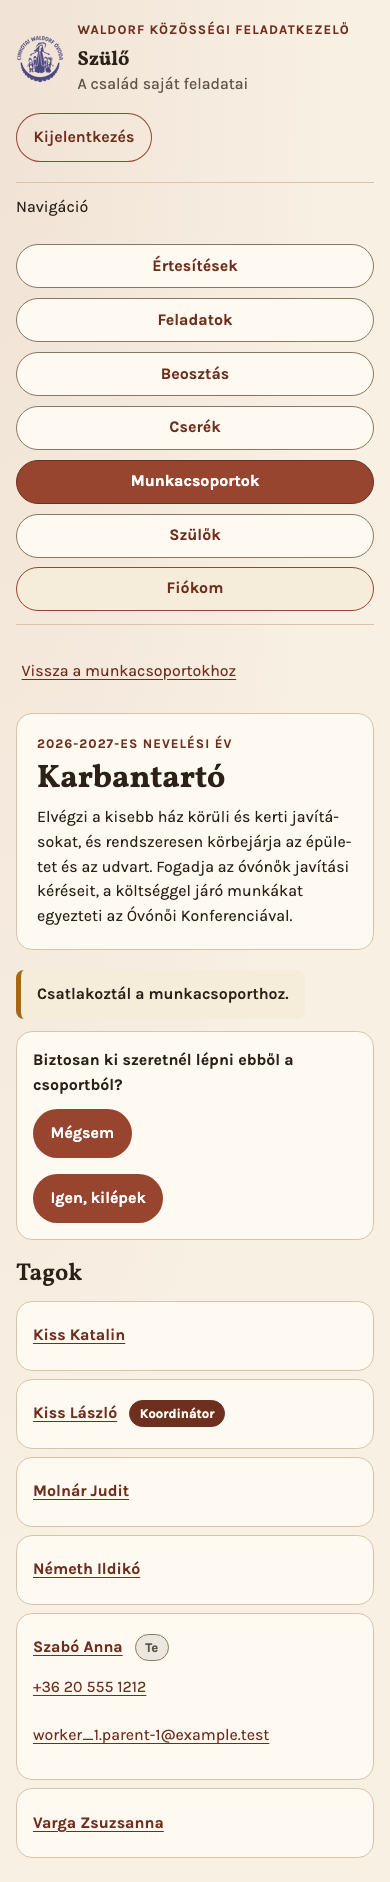 WALDORF KÖZÖSSÉGI FELADATKEZELŐ
Szülő
A család saját feladatai
Kijelentkezés
Navigáció
Értesítések
Feladatok
Beosztás
Cserék
Munkacsoportok
Szülők
Fiókom
Vissza a munkacsoportokhoz
2026-2027-ES NEVELÉSI ÉV
Karbantartó
Elvégzi a kisebb ház körüli és kerti javítá-
sokat, és rendszeresen körbejárja az épüle-
tet és az udvart. Fogadja az óvónők javítási
kéréseit, a költséggel járó munkákat
egyezteti az Óvónői Konferenciával.
Csatlakoztál a munkacsoporthoz.
Biztosan ki szeretnél lépni ebből a
csoportból?
Mégsem
Igen, kilépek
Tagok
Kiss Katalin
Kiss László Koordinátor
Molnár Judit
Németh Ildikó
Szabó Anna Te
+36 20 555 1212
worker_1.parent-1@example.test
Varga Zsuzsanna